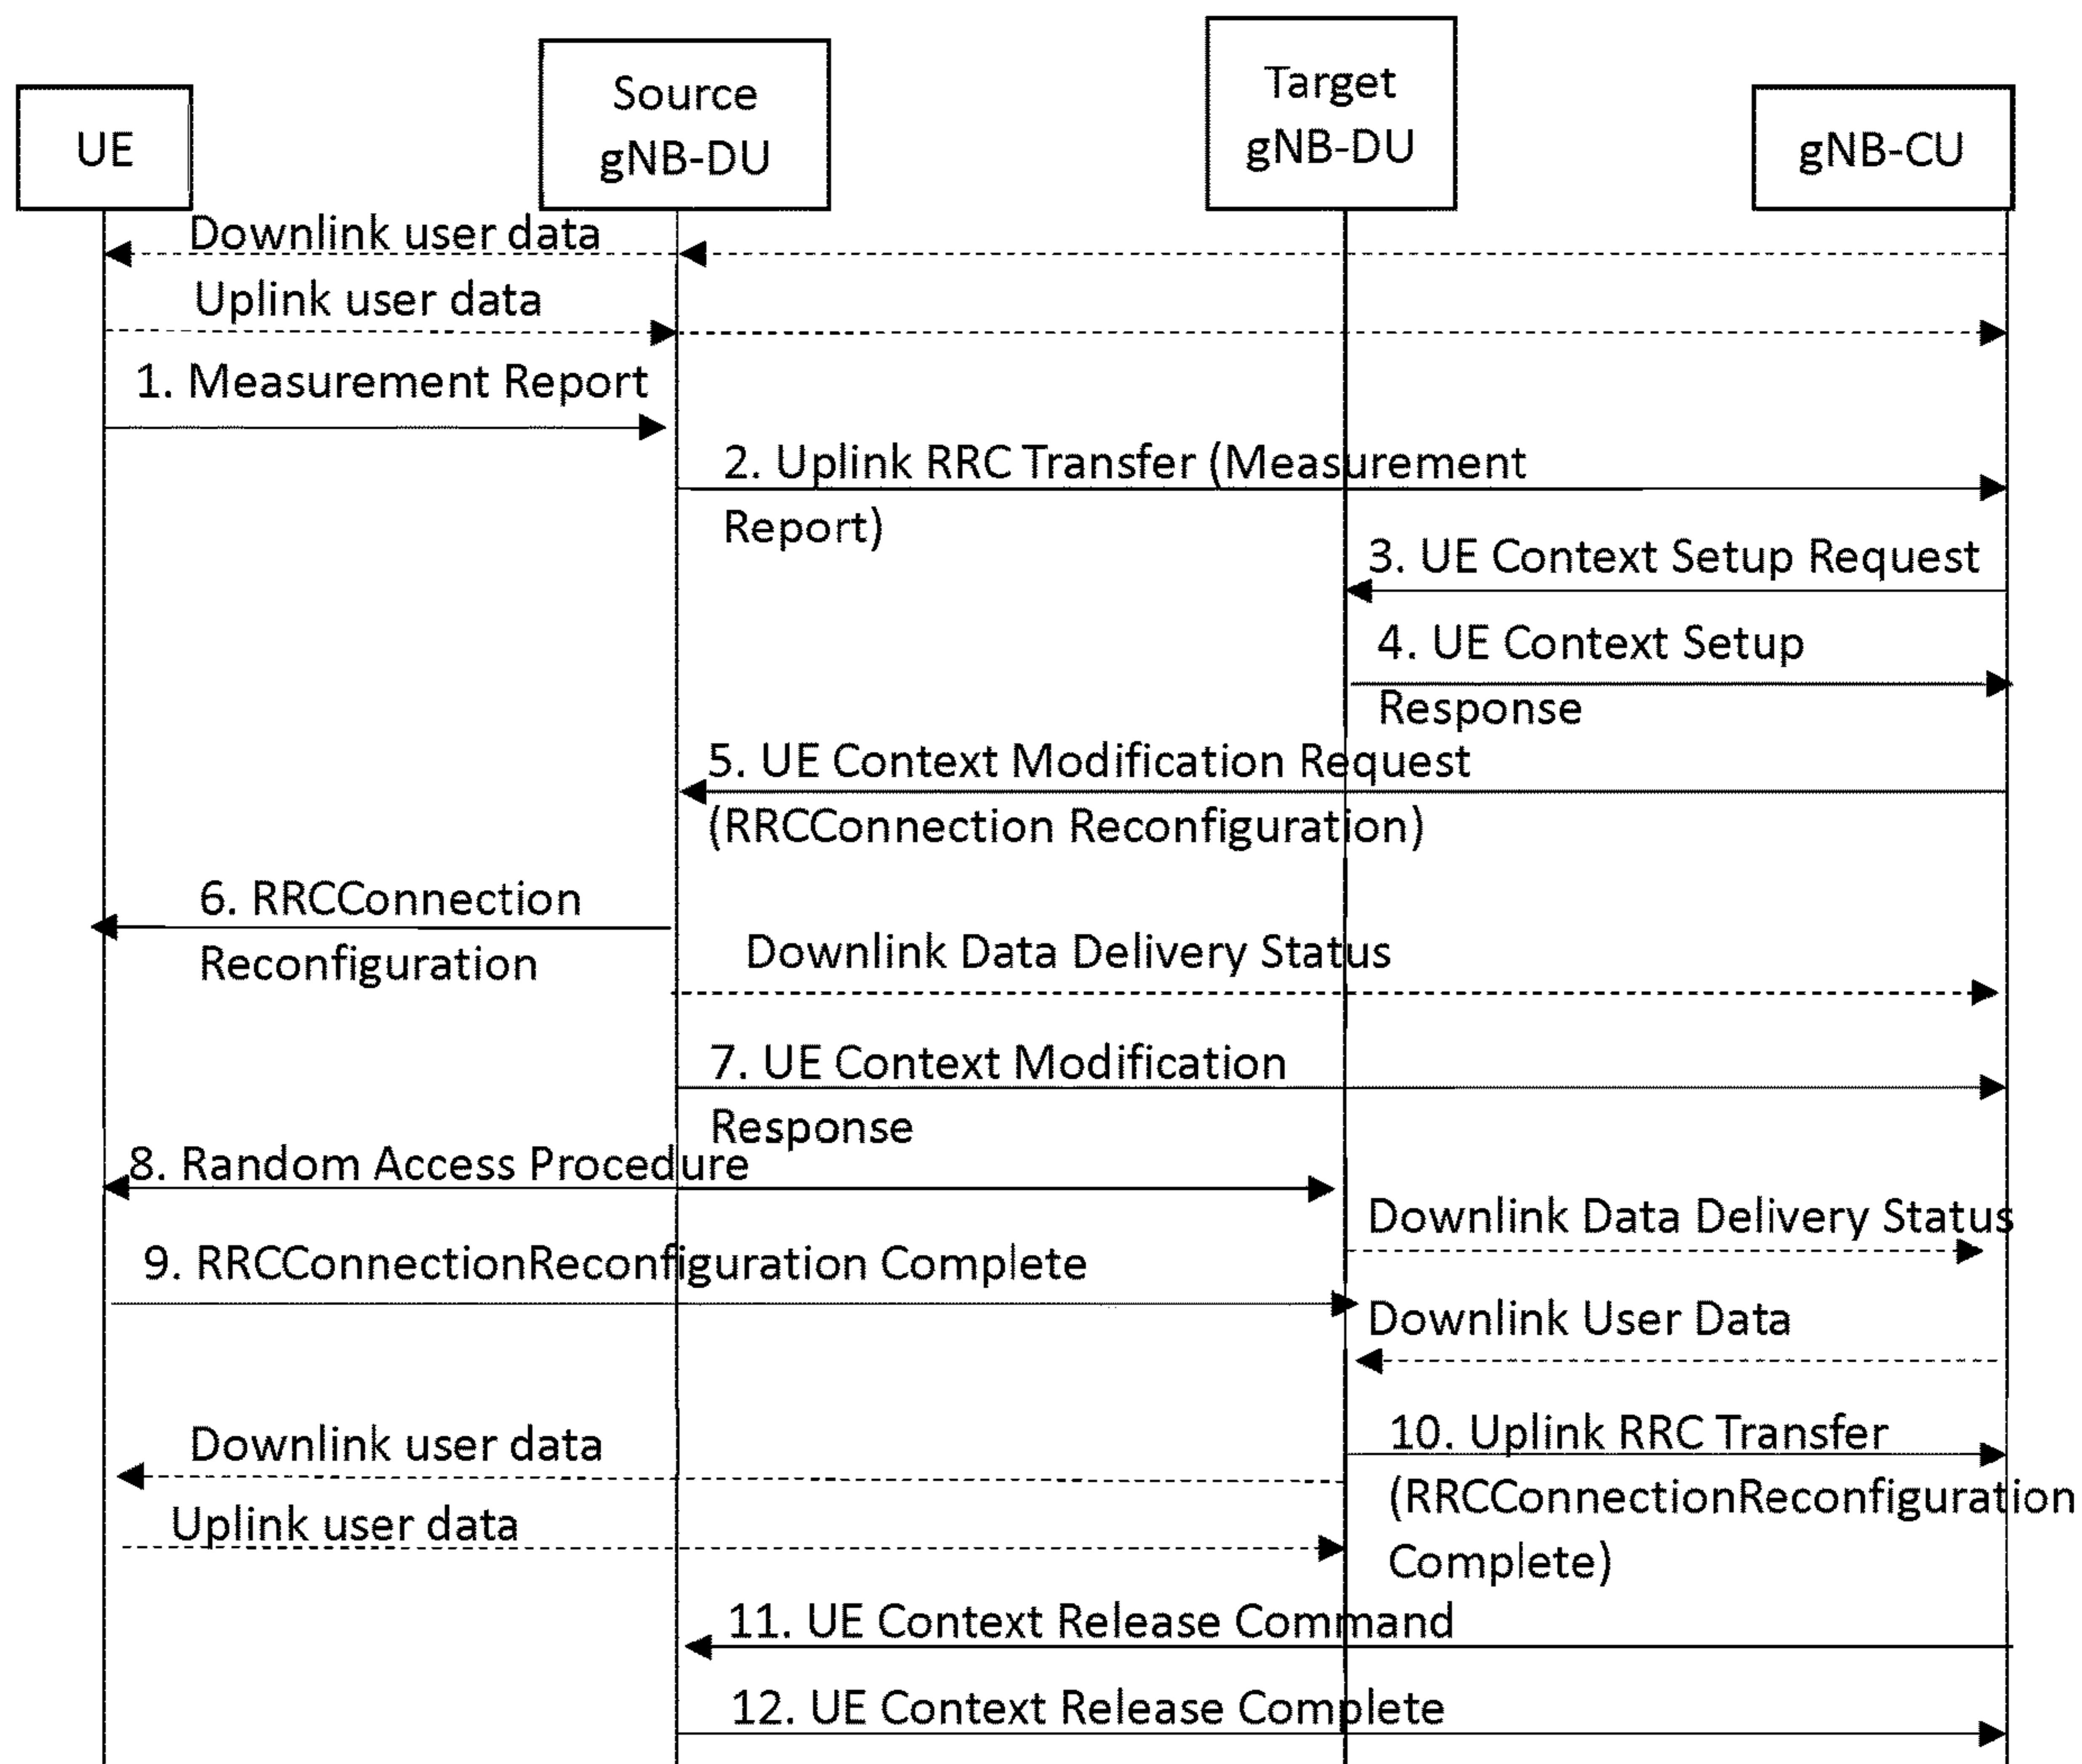 UE
Source
gNB-DU
Target
gNB-DU
gNB-CU
Downlink user data
Uplink user data
1. Measurement Report
2. Uplink RRC Transfer (Measurement
Report)
3. UE Context Setup Request
4. UE Context Setup
Response
5. UE Context Modification Request
(RRCConnection Reconfiguration)
6. RRCConnection
Reconfiguration
Downlink Data Delivery Status
7. UE Context Modification
Response
8. Random Access Procedure
Downlink Data Delivery Status
9. RRCConnectionReconfiguration Complete
Downlink User Data
10. Uplink RRC Transfer
(RRCConnectionReconfiguration
Complete)
Downlink user data
Uplink user data
11. UE Context Release Command
12. UE Context Release Complete